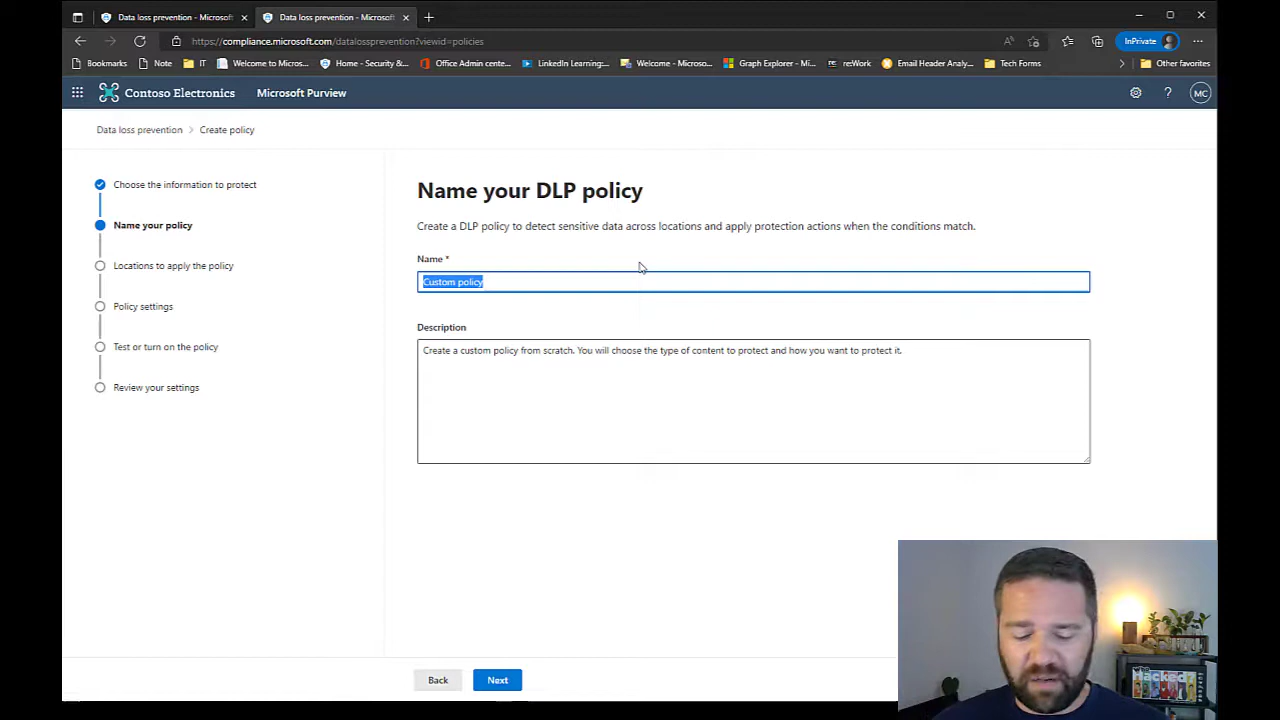 Data loss prevention - Microsoft
Data loss prevention - Microsoft
https://compliance.microsoft.com/datalossprevention?viewid=policies
InPrivate
Bookmarks
Note
IT
Welcome to Micros...
Home - Security &...
Office Admin cente...
LinkedIn Learning:...
Welcome - Microso...
Graph Explorer - Mi...
reWork
Email Header Analy...
Tech Forms
Other favorites
Contoso Electronics
Microsoft Purview
MC
Data loss prevention > Create policy
Choose the information to protect
Name your policy
Locations to apply the policy
Policy settings
Test or turn on the policy
Review your settings
Name your DLP policy
Create a DLP policy to detect sensitive data across locations and apply protection actions when the conditions match.
Name *
Custom policy
Description
Create a custom policy from scratch. You will choose the type of content to protect and how you want to protect it.
Back
Next
Hacked